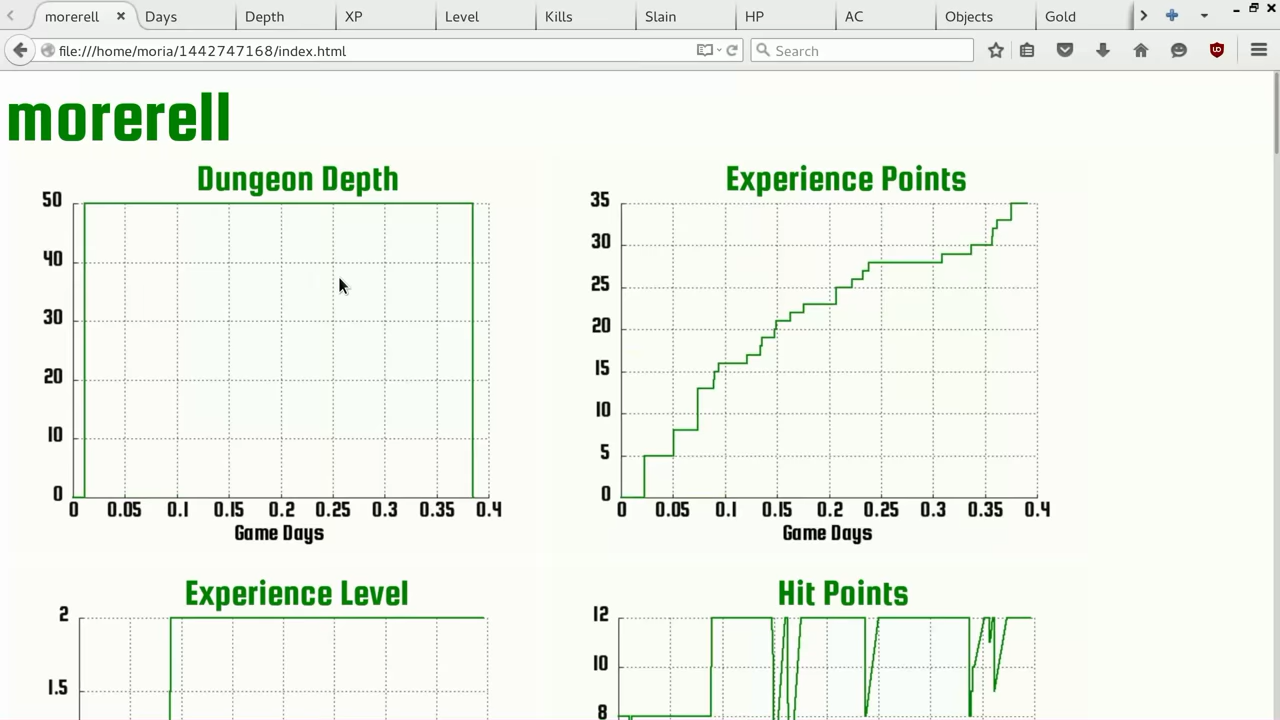 morerell
Days
Depth
XP
Level
Kills
Slain
HP
AC
Objects
Gold
file:///home/moria/1442747168/index.html
Search
morerell
Dungeon Depth
50
40
30
20
10
0
0 0.05 0.1 0.15 0.2 0.25 0.3 0.35 0.4
Game Days
Experience Points
35
30
25
20
15
10
5
0
0 0.05 0.1 0.15 0.2 0.25 0.3 0.35 0.4
Game Days
Experience Level
2
1.5
Hit Points
12
10
8